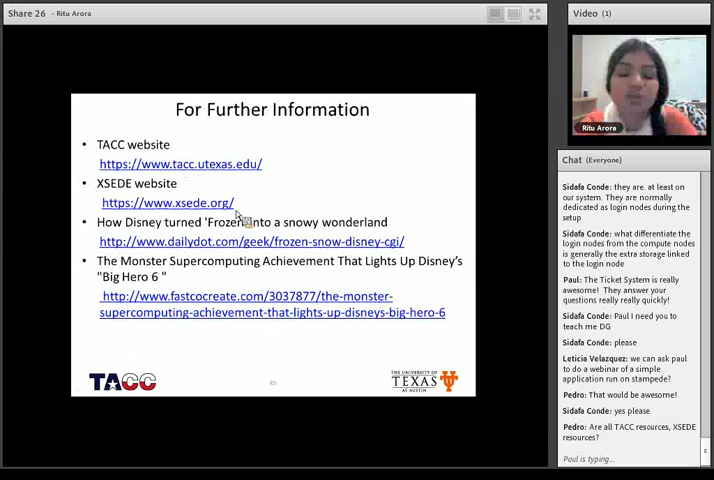 Share 26 - Ritu Arora
Video (1)
For Further Information
• TACC website
https://www.tacc.utexas.edu/
• XSEDE website
https://www.xsede.org/
• How Disney turned 'Frozen' into a snowy wonderland
http://www.dailydot.com/geek/frozen-snow-disney-cgi/
• The Monster Supercomputing Achievement That Lights Up Disney's
"Big Hero 6 "
http://www.fastcocreate.com/3037877/the-monster-
supercomputing-achievement-that-lights-up-disneys-big-hero-6
TACC
45
THE UNIVERSITY OF
TEXAS
AT AUSTIN
Ritu Arora
Chat (Everyone)
Sidafa Conde: they are. at least on
our system. They are normally
dedicated as login nodes during the
setup
Sidafa Conde: what differentiate the
login nodes from the compute nodes
is generally the extra storage linked
to the login node
Paul: The Ticket System is really
awesome! They answer your
questions really really quickly!
Sidafa Conde: Paul I need you to
teach me DG
Sidafa Conde: please
Leticia Velazquez: we can ask paul
to do a webinar of a simple
application run on stampede?
Pedro: That would be awesome!
Sidafa Conde: yes please
Pedro: Are all TACC resources, XSEDE
resources?
Paul is typing...